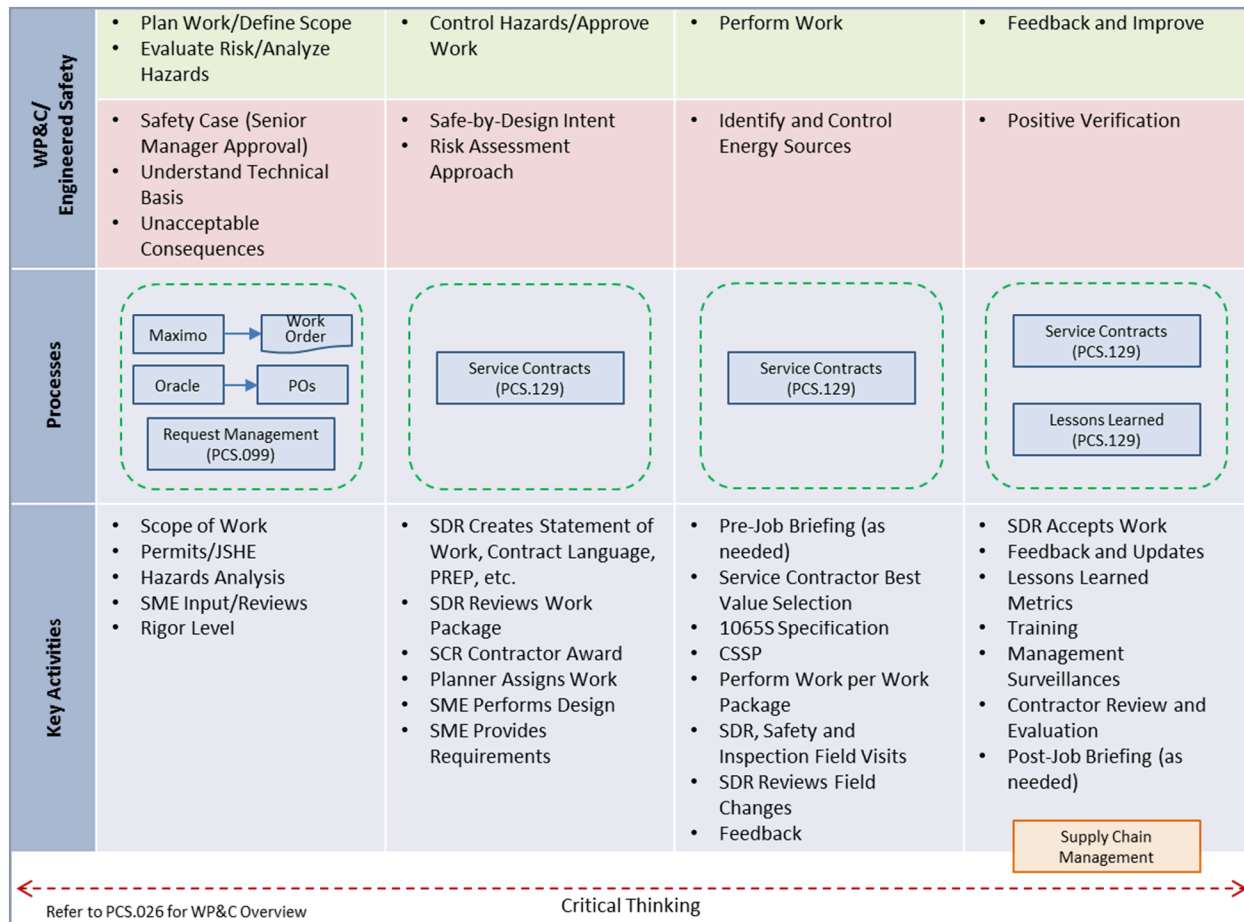 WP&C/
Engineered Safety
• Plan Work/Define Scope
• Evaluate Risk/Analyze
Hazards
• Control Hazards/Approve
Work
• Perform Work
• Feedback and Improve
• Safety Case (Senior
Manager Approval)
• Understand Technical
Basis
• Unacceptable
Consequences
• Safe-by-Design Intent
• Risk Assessment
Approach
• Identify and Control
Energy Sources
• Positive Verification
Processes
Maximo
Work
Order
Oracle
POs
Request Management
(PCS.099)
Service Contracts
(PCS.129)
Service Contracts
(PCS.129)
Service Contracts
(PCS.129)
Lessons Learned
(PCS.129)
Key Activities
• Scope of Work
• Permits/JSHE
• Hazards Analysis
• SME Input/Reviews
• Rigor Level
• SDR Creates Statement of
Work, Contract Language,
PREP, etc.
• SDR Reviews Work
Package
• SCR Contractor Award
• Planner Assigns Work
• SME Performs Design
• SME Provides
Requirements
• Pre-Job Briefing (as
needed)
• Service Contractor Best
Value Selection
• 1065S Specification
• CSSP
• Perform Work per Work
Package
• SDR, Safety and
Inspection Field Visits
• SDR Reviews Field
Changes
• Feedback
• SDR Accepts Work
• Feedback and Updates
• Lessons Learned
Metrics
• Training
• Management
Surveillances
• Contractor Review and
Evaluation
• Post-Job Briefing (as
needed)
Supply Chain
Management
Refer to PCS.026 for WP&C Overview
Critical Thinking